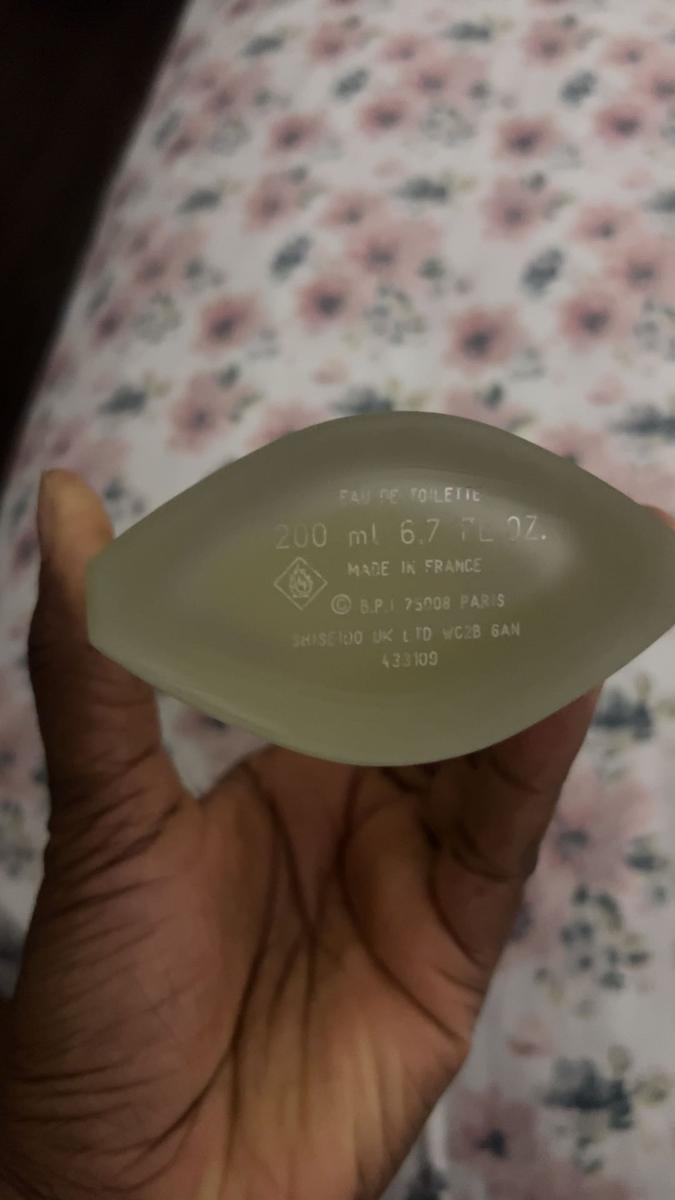 EAU DE TOILETTE
200 ml 6.7 FL OZ.
MADE IN FRANCE
© B.P.I 75008 PARIS
SHISEIDO UK LTD WC2B 6AN
433109